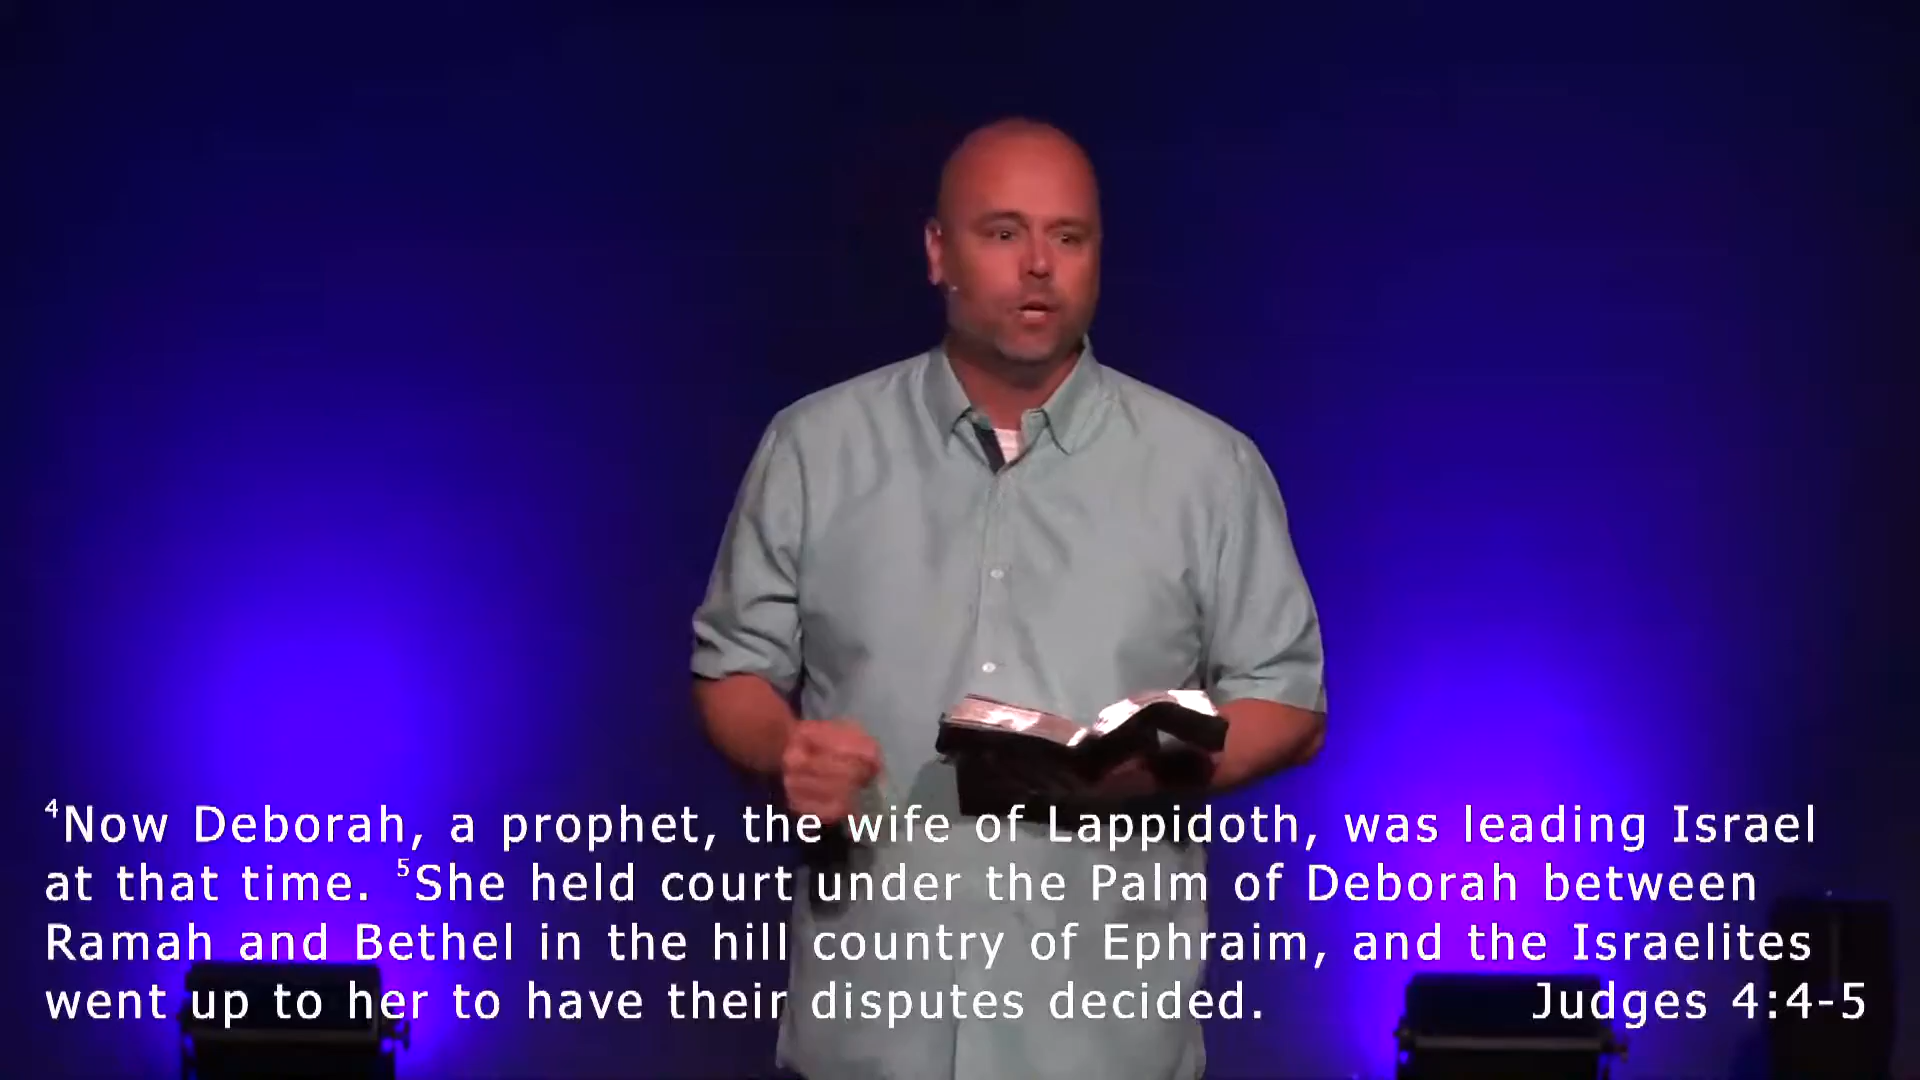 ⁴Now Deborah, a prophet, the wife of Lappidoth, was leading Israel
at that time. ⁵She held court under the Palm of Deborah between
Ramah and Bethel in the hill country of Ephraim, and the Israelites
went up to her to have their disputes decided. Judges 4:4-5